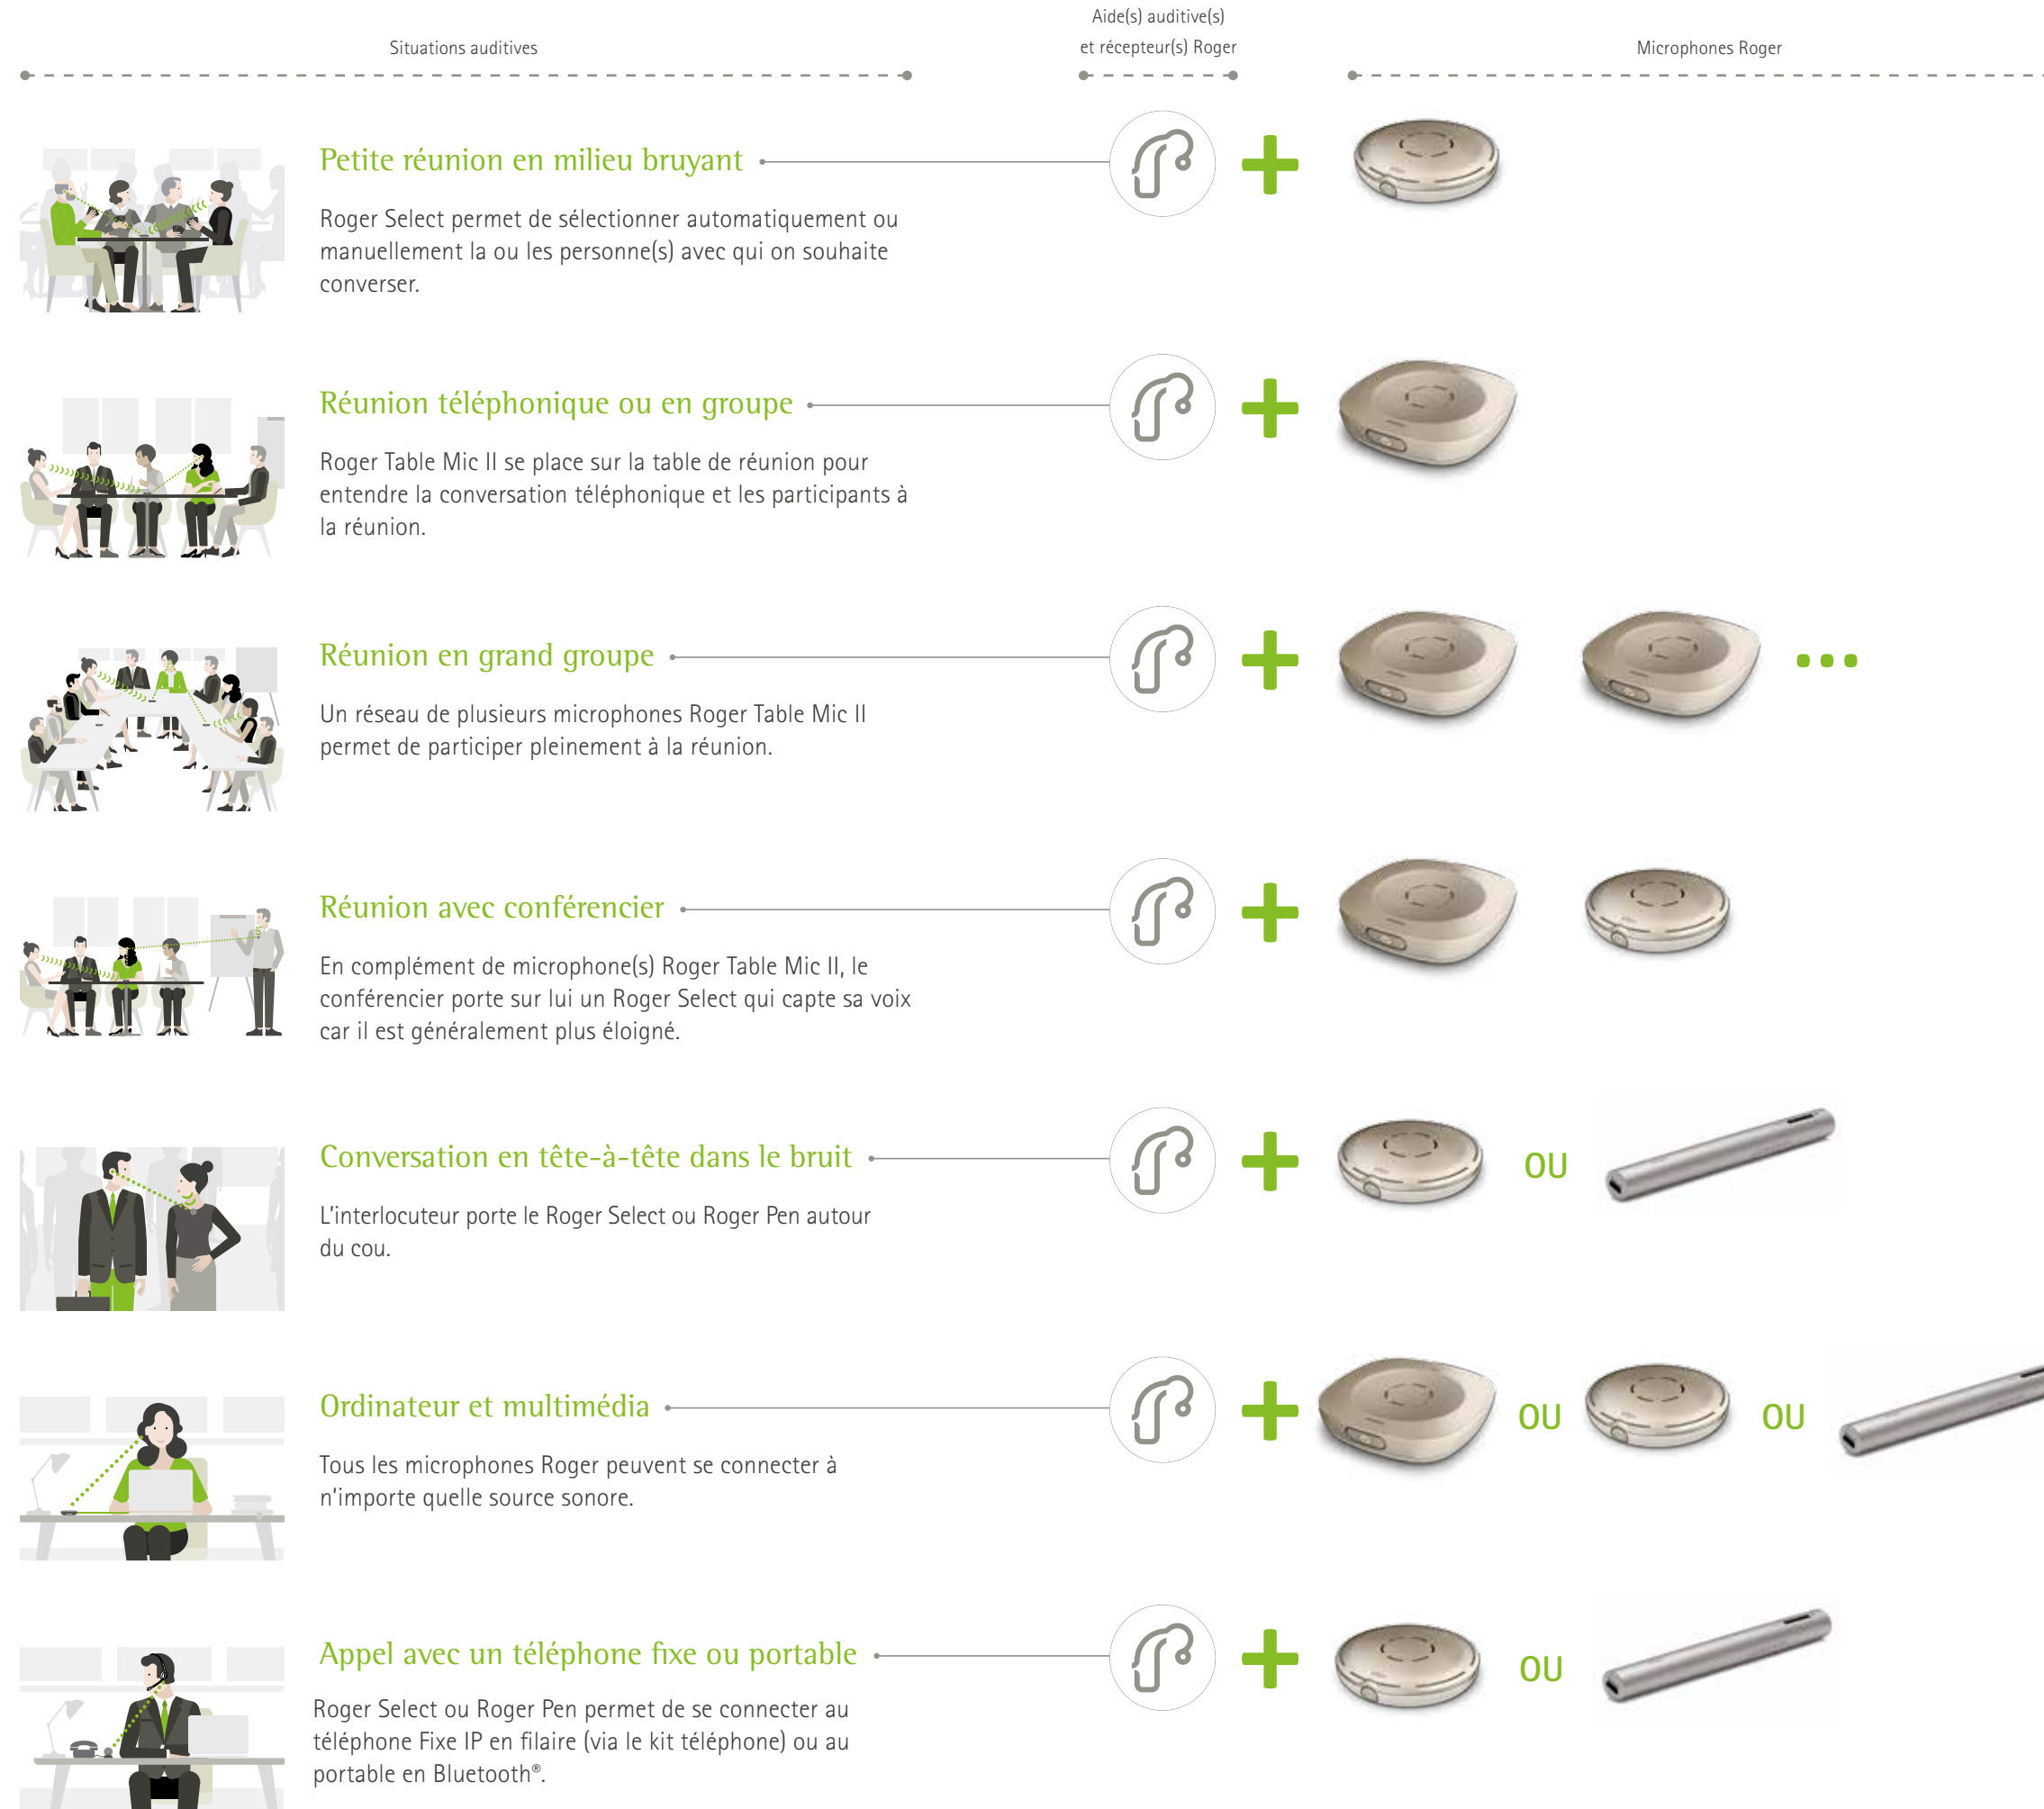 Situations auditives
Aide(s) auditive(s)
et récepteur(s) Roger
Microphones Roger
Petite réunion en milieu bruyant
Roger Select permet de sélectionner automatiquement ou
manuellement la ou les personne(s) avec qui on souhaite
converser.
Réunion téléphonique ou en groupe
Roger Table Mic II se place sur la table de réunion pour
entendre la conversation téléphonique et les participants à
la réunion.
Réunion en grand groupe
Un réseau de plusieurs microphones Roger Table Mic II
permet de participer pleinement à la réunion.
...
Réunion avec conférencier
En complément de microphone(s) Roger Table Mic II, le
conférencier porte sur lui un Roger Select qui capte sa voix
car il est généralement plus éloigné.
Conversation en tête-à-tête dans le bruit
L'interlocuteur porte le Roger Select ou Roger Pen autour
du cou.
OU
Ordinateur et multimédia
Tous les microphones Roger peuvent se connecter à
n'importe quelle source sonore.
OU
OU
Appel avec un téléphone fixe ou portable
Roger Select ou Roger Pen permet de se connecter au
téléphone Fixe IP en filaire (via le kit téléphone) ou au
portable en Bluetooth®.
OU